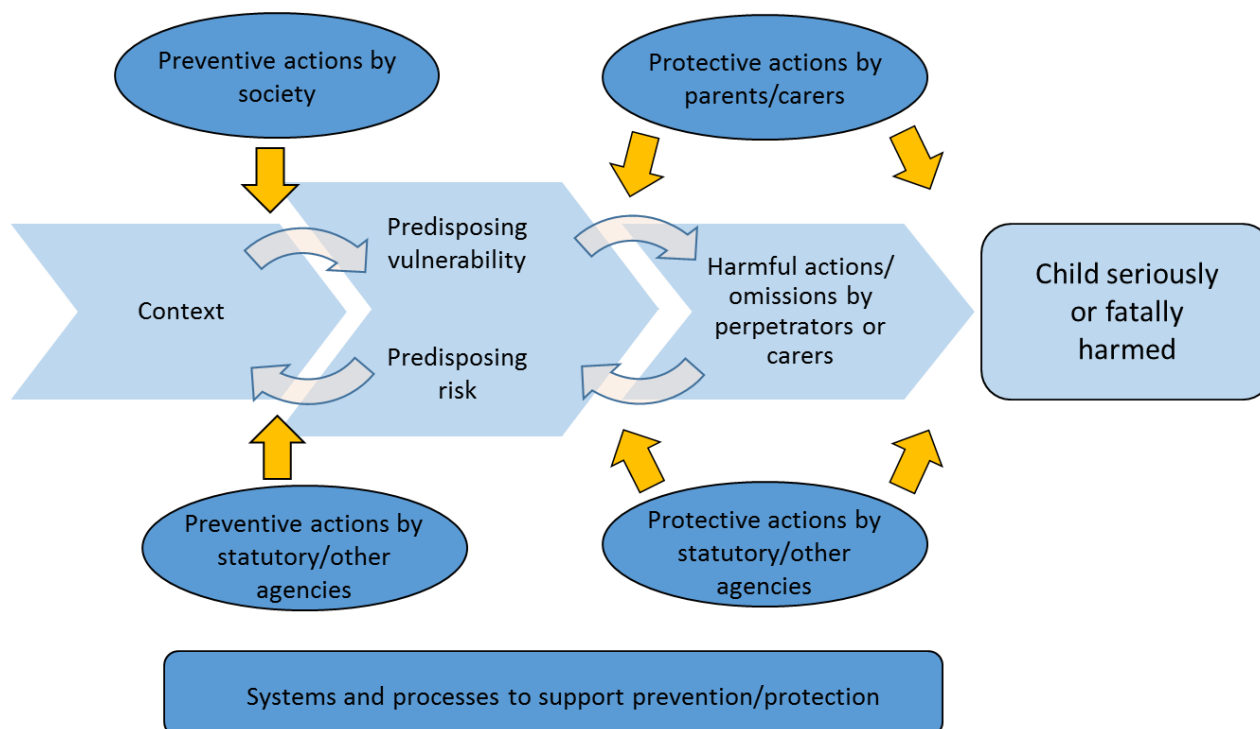 Preventive actions by
society
Protective actions by
parents/carers
Context
Predisposing
vulnerability
Predisposing
risk
Harmful actions/
omissions by
perpetrators or
carers
Child seriously
or fatally
harmed
Preventive actions by
statutory/other
agencies
Protective actions by
statutory/other
agencies
Systems and processes to support prevention/protection